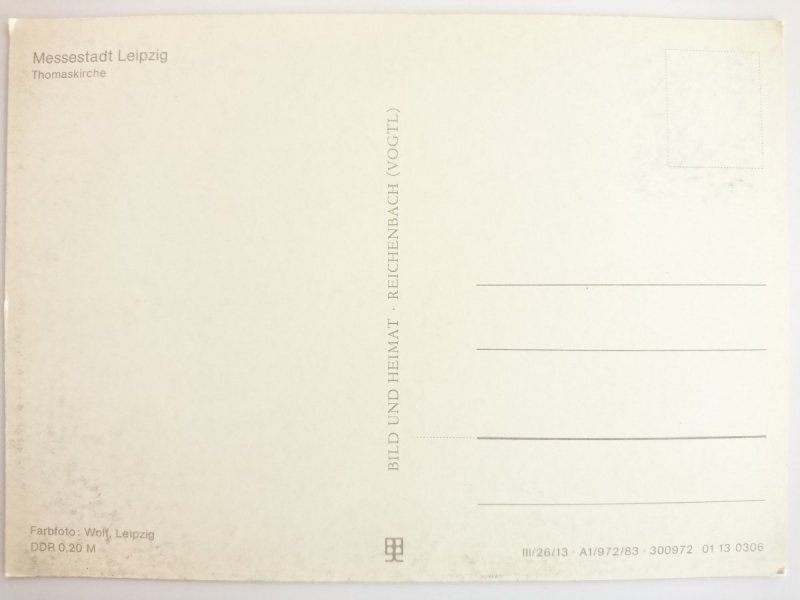 Messestadt Leipzig
Thomaskirche
BILD UND HEIMAT · REICHENBACH (VOGTL)
Farbfoto: Wolf, Leipzig
DDR 0,20 M
III/26/13 · A1/972/83 · 300972 01 13 0306